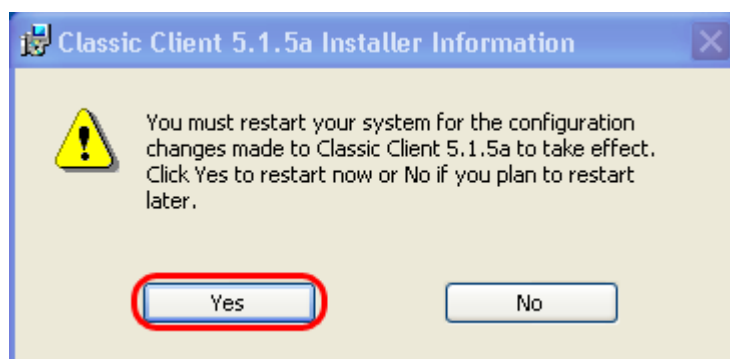 Classic Client 5.1.5a Installer Information
You must restart your system for the configuration
changes made to Classic Client 5.1.5a to take effect.
Click Yes to restart now or No if you plan to restart
later.
Yes
No